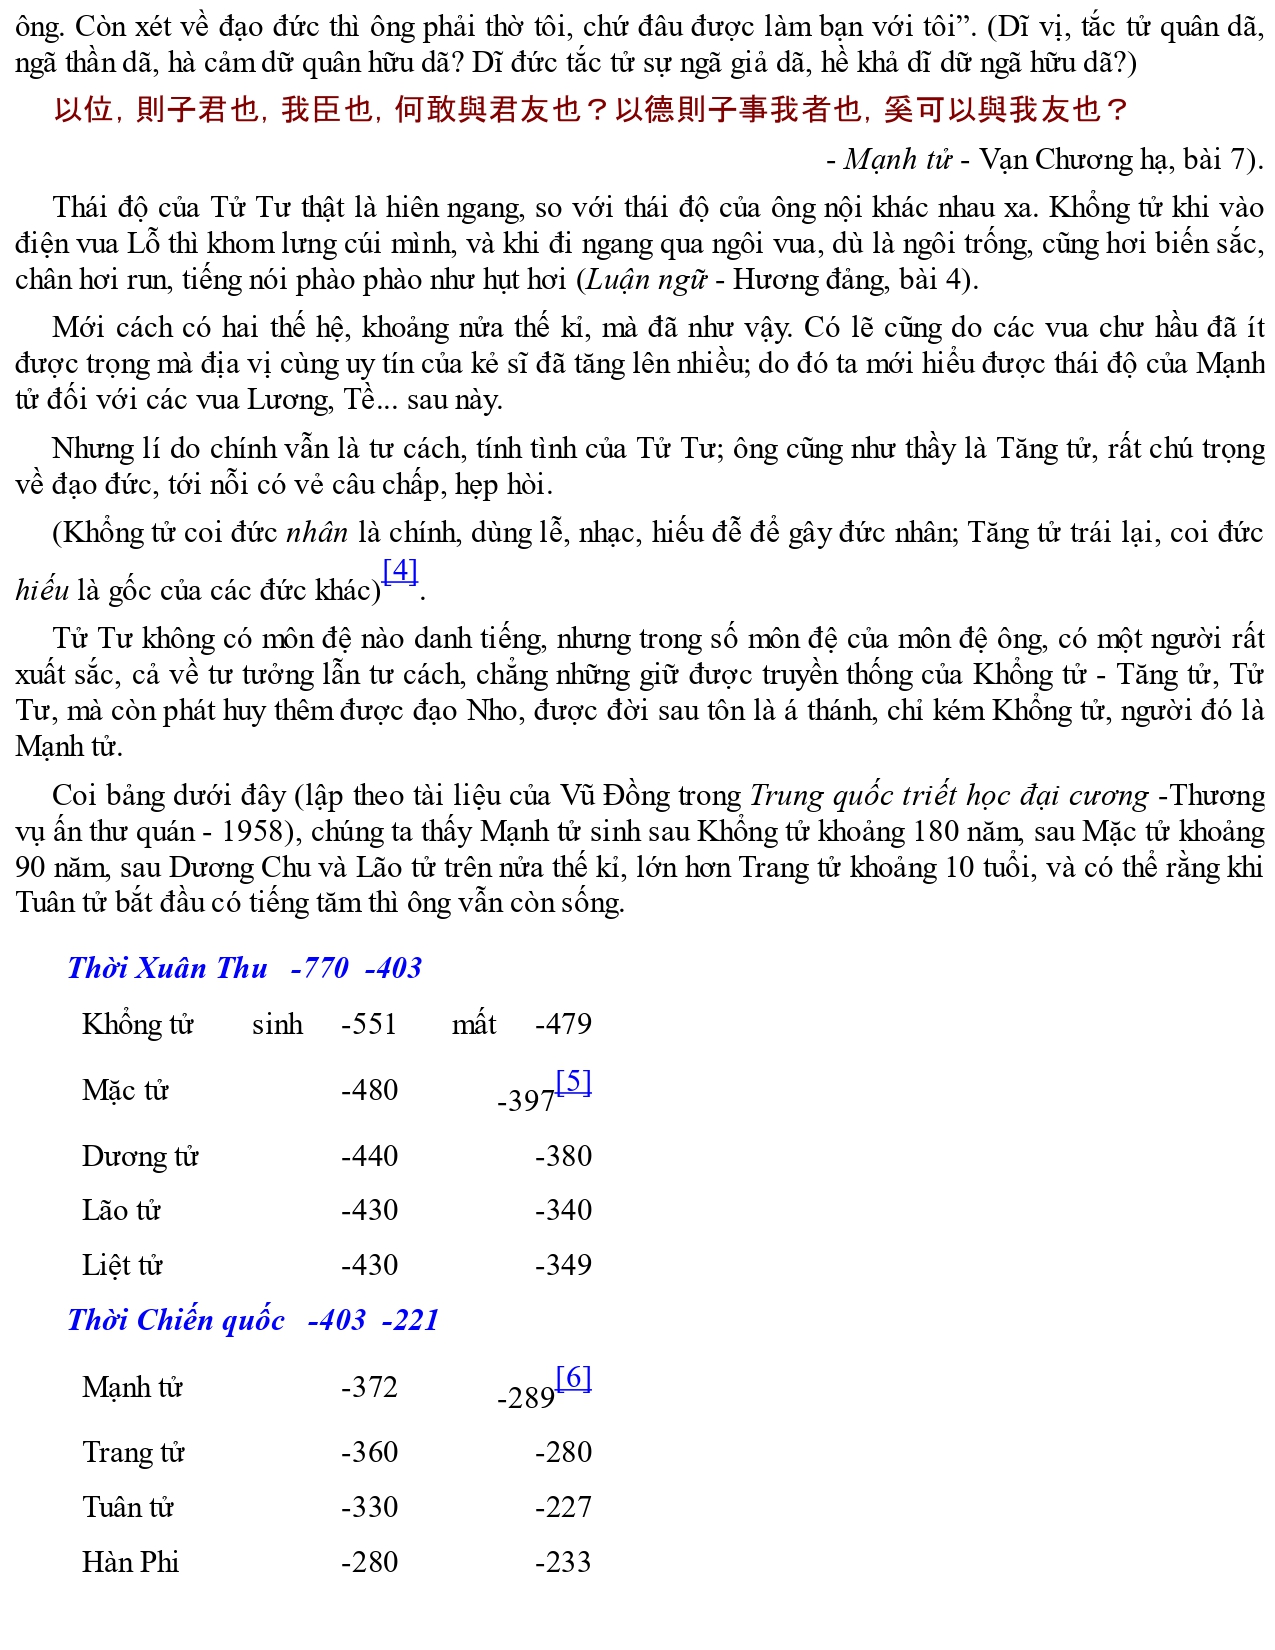 ông. Còn xét về đạo đức thì ông phải thờ tôi, chứ đâu được làm bạn với tôi”. (Dĩ vị, tắc tử quân dã,
ngã thần dã, hà cảm dữ quân hữu dã? Dĩ đức tắc tử sự ngã giả dã, hề khả dĩ dữ ngã hữu dã?)
以位, 則子君也, 我臣也, 何敢與君友也？以德則子事我者也, 奚可以與我友也？
- Mạnh tử - Vạn Chương hạ, bài 7).
Thái độ của Tử Tư thật là hiên ngang, so với thái độ của ông nội khác nhau xa. Khổng tử khi vào
điện vua Lỗ thì khom lưng cúi mình, và khi đi ngang qua ngôi vua, dù là ngôi trống, cũng hơi biến sắc,
chân hơi run, tiếng nói phào phào như hụt hơi (Luận ngữ - Hương đảng, bài 4).
Mới cách có hai thế hệ, khoảng nửa thế kỉ, mà đã như vậy. Có lẽ cũng do các vua chư hầu đã ít
được trọng mà địa vị cùng uy tín của kẻ sĩ đã tăng lên nhiều; do đó ta mới hiểu được thái độ của Mạnh
tử đối với các vua Lương, Tề... sau này.
Nhưng lí do chính vẫn là tư cách, tính tình của Tử Tư; ông cũng như thầy là Tăng tử, rất chú trọng
về đạo đức, tới nỗi có vẻ câu chấp, hẹp hòi.
(Khổng tử coi đức nhân là chính, dùng lễ, nhạc, hiếu đễ để gây đức nhân; Tăng tử trái lại, coi đức
hiếu là gốc của các đức khác)[4].
Tử Tư không có môn đệ nào danh tiếng, nhưng trong số môn đệ của môn đệ ông, có một người rất
xuất sắc, cả về tư tưởng lẫn tư cách, chẳng những giữ được truyền thống của Khổng tử - Tăng tử, Tử
Tư, mà còn phát huy thêm được đạo Nho, được đời sau tôn là á thánh, chỉ kém Khổng tử, người đó là
Mạnh tử.
Coi bảng dưới đây (lập theo tài liệu của Vũ Đồng trong Trung quốc triết học đại cương -Thương
vụ ấn thư quán - 1958), chúng ta thấy Mạnh tử sinh sau Khổng tử khoảng 180 năm, sau Mặc tử khoảng
90 năm, sau Dương Chu và Lão tử trên nửa thế kỉ, lớn hơn Trang tử khoảng 10 tuổi, và có thể rằng khi
Tuân tử bắt đầu có tiếng tăm thì ông vẫn còn sống.
Thời Xuân Thu -770 -403
Khổng tử sinh -551 mất -479
Mặc tử -480 -397[5]
Dương tử -440 -380
Lão tử -430 -340
Liệt tử -430 -349
Thời Chiến quốc -403 -221
Mạnh tử -372 -289[6]
Trang tử -360 -280
Tuân tử -330 -227
Hàn Phi -280 -233